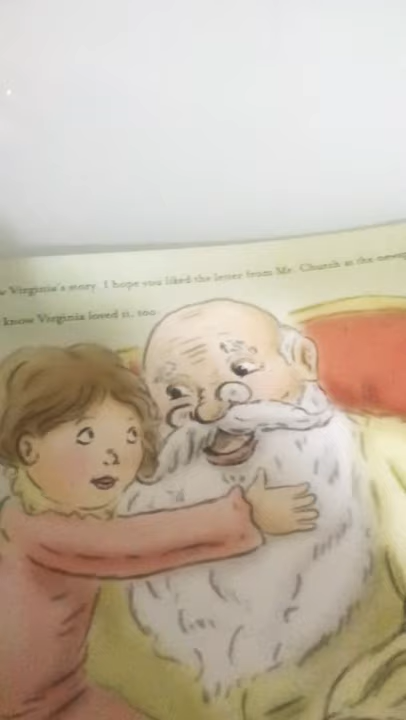 Virginia's story. I hope you liked the letter from Mr. Church at the
know Virginia loved it, too